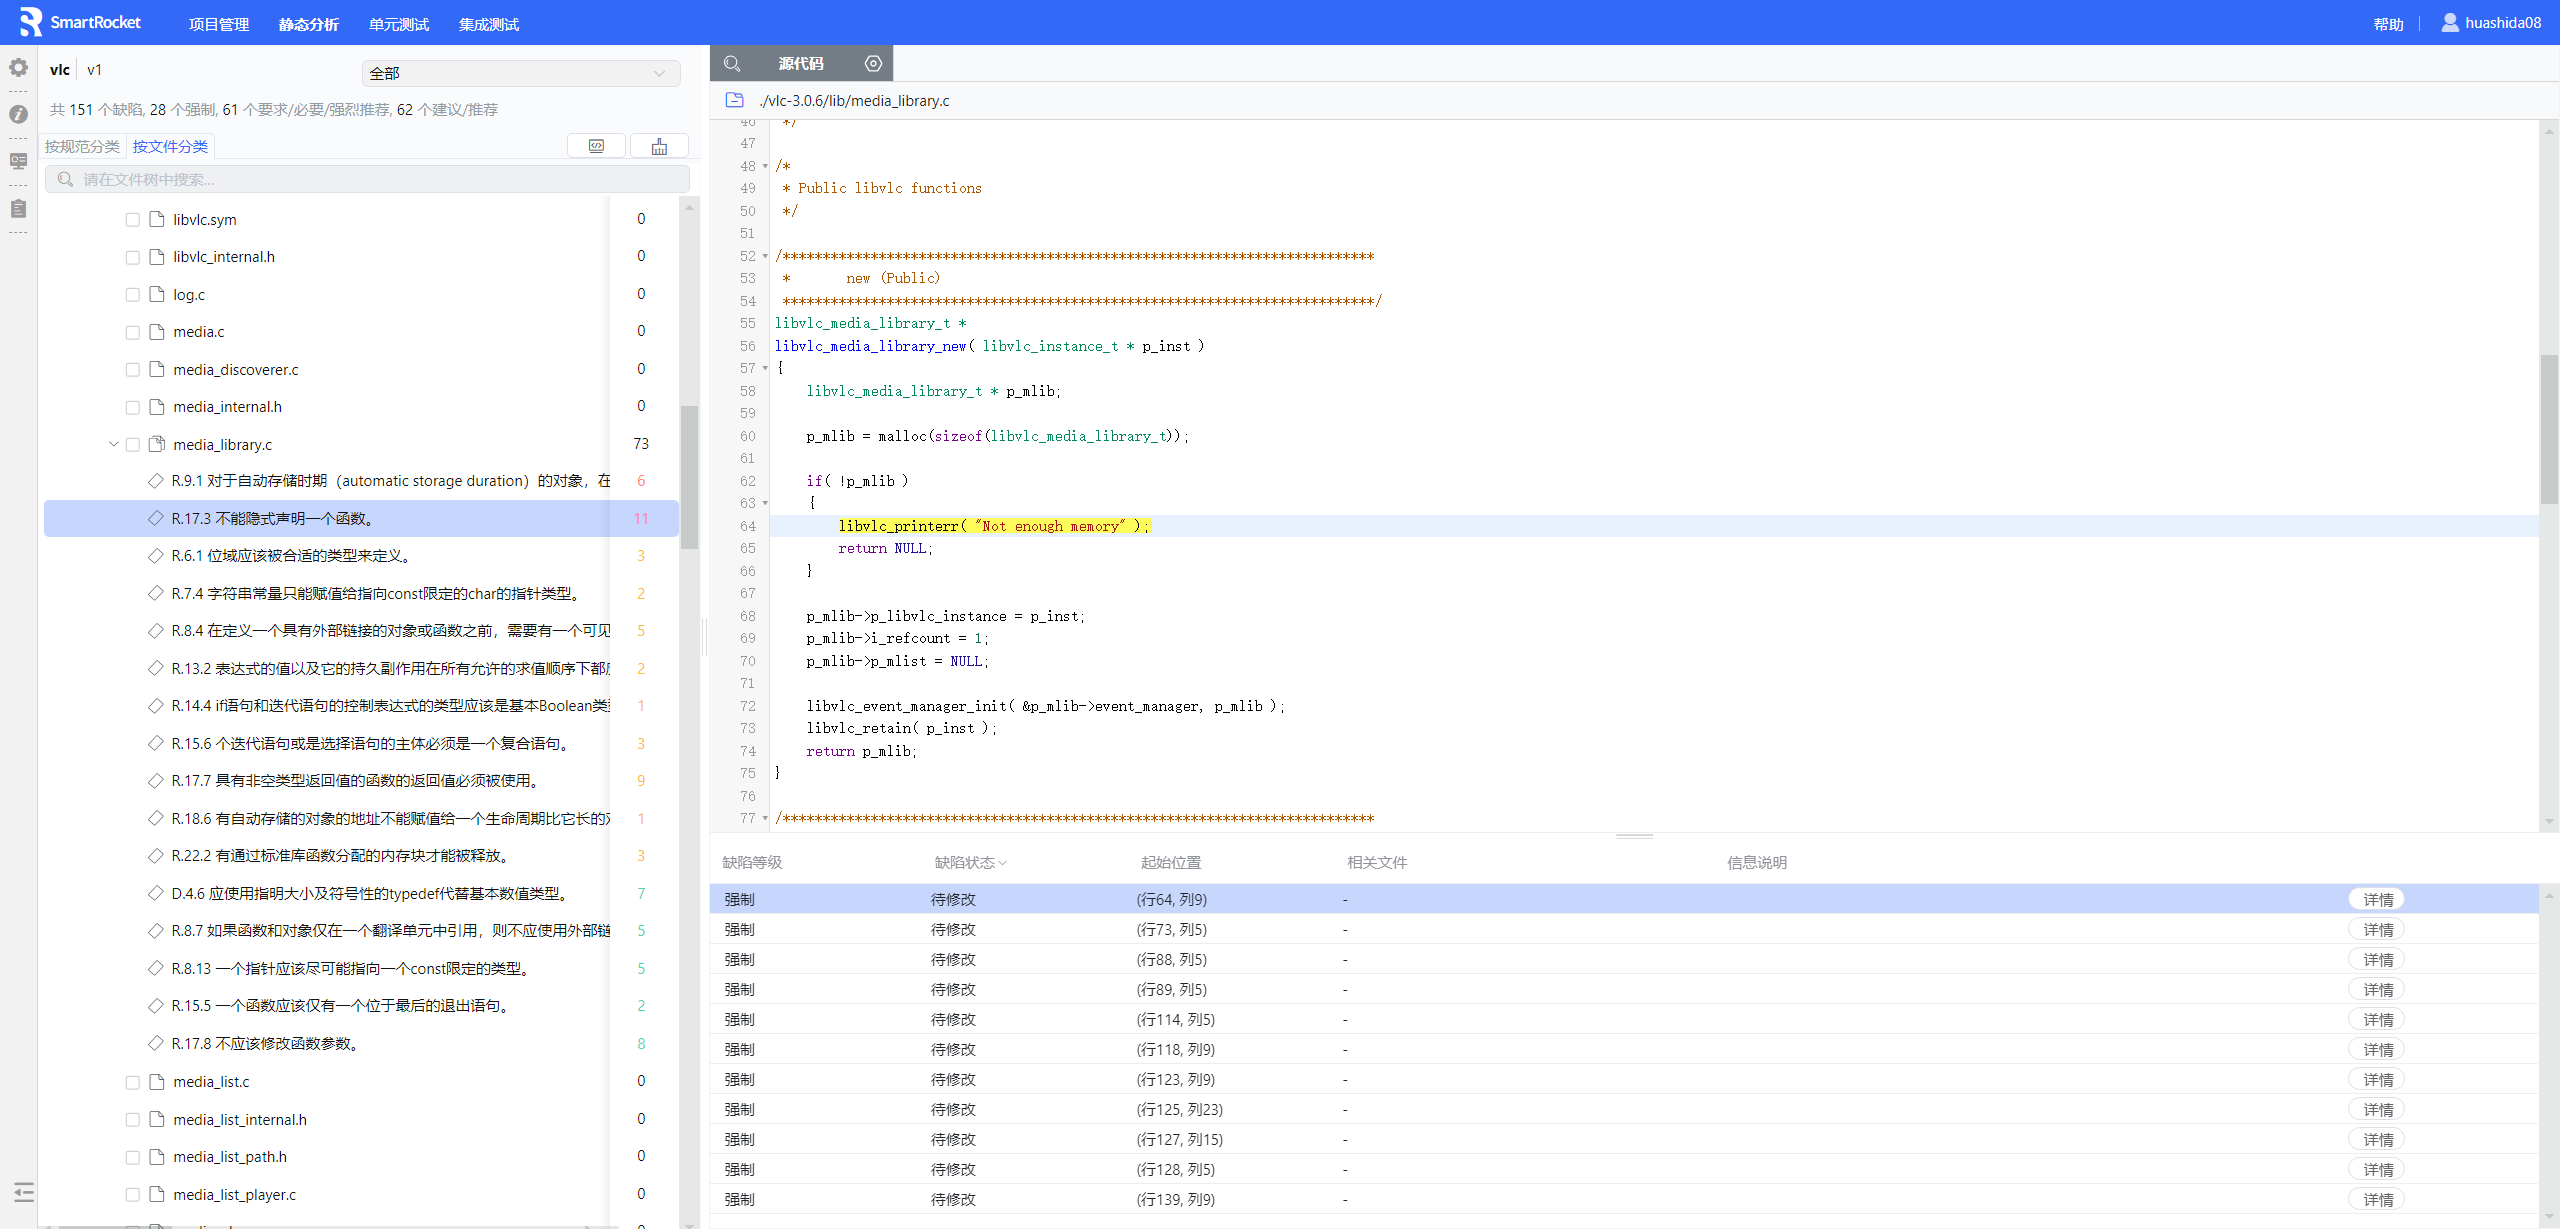 SmartRocket 项目管理 静态分析 单元测试 集成测试 帮助 huashida08
vlc v1 全部
共 151 个缺陷, 28 个强制, 61 个要求/必要/强烈推荐, 62 个建议/推荐
按规范分类 按文件分类
请在文件树中搜索...
libvlc.sym 0
libvlc_internal.h 0
log.c 0
media.c 0
media_discoverer.c 0
media_internal.h 0
media_library.c 73
R.9.1 对于自动存储时期（automatic storage duration）的对象，在 6
R.17.3 不能隐式声明一个函数。 11
R.6.1 位域应该被合适的类型来定义。 3
R.7.4 字符串常量只能赋值给指向const限定的char的指针类型。 2
R.8.4 在定义一个具有外部链接的对象或函数之前，需要有一个可见 5
R.13.2 表达式的值以及它的持久副作用在所有允许的求值顺序下都 2
R.14.4 if语句和迭代语句的控制表达式的类型应该是基本Boolean类 1
R.15.6 个迭代语句或是选择语句的主体必须是一个复合语句。 3
R.17.7 具有非空类型返回值的函数的返回值必须被使用。 9
R.18.6 有自动存储的对象的地址不能赋值给一个生命周期比它长的 1
R.22.2 有通过标准库函数分配的内存块才能被释放。 3
D.4.6 应使用指明大小及符号性的typedef代替基本数值类型。 7
R.8.7 如果函数和对象仅在一个翻译单元中引用，则不应使用外部链 5
R.8.13 一个指针应该尽可能指向一个const限定的类型。 5
R.15.5 一个函数应该仅有一个位于最后的退出语句。 2
R.17.8 不应该修改函数参数。 8
media_list.c 0
media_list_internal.h 0
media_list_path.h 0
media_list_player.c 0
源代码
./vlc-3.0.6/lib/media_library.c
46 */
47
48 /*
49 * Public libvlc functions
50 */
51
52 /**************************************************************************
53 * new (Public)
54 **************************************************************************/
55 libvlc_media_library_t *
56 libvlc_media_library_new( libvlc_instance_t * p_inst )
57 {
58 libvlc_media_library_t * p_mlib;
59
60 p_mlib = malloc(sizeof(libvlc_media_library_t));
61
62 if( !p_mlib )
63 {
64 libvlc_printerr( "Not enough memory" );
65 return NULL;
66 }
67
68 p_mlib->p_libvlc_instance = p_inst;
69 p_mlib->i_refcount = 1;
70 p_mlib->p_mlist = NULL;
71
72 libvlc_event_manager_init( &p_mlib->event_manager, p_mlib );
73 libvlc_retain( p_inst );
74 return p_mlib;
75 }
76
77 /**************************************************************************
缺陷等级 缺陷状态 起始位置 相关文件 信息说明
强制 待修改 (行64, 列9) - 详情
强制 待修改 (行73, 列5) - 详情
强制 待修改 (行88, 列5) - 详情
强制 待修改 (行89, 列5) - 详情
强制 待修改 (行114, 列5) - 详情
强制 待修改 (行118, 列9) - 详情
强制 待修改 (行123, 列9) - 详情
强制 待修改 (行125, 列23) - 详情
强制 待修改 (行127, 列15) - 详情
强制 待修改 (行128, 列5) - 详情
强制 待修改 (行139, 列9) - 详情